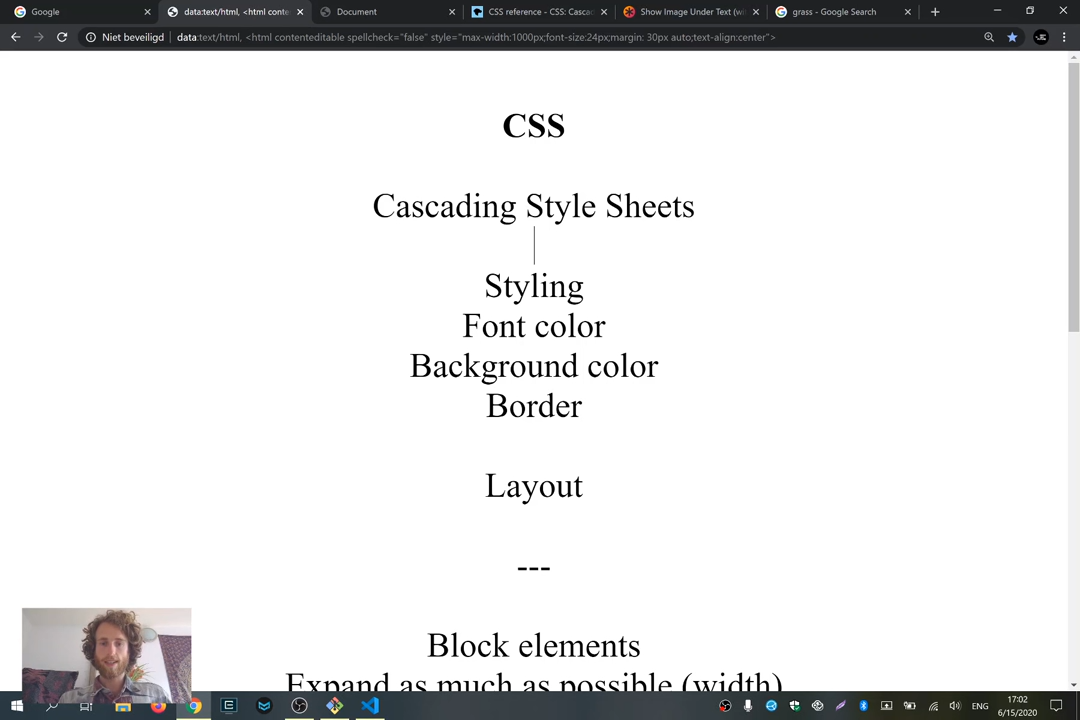 Google
data:text/html, <html conte
Document
CSS reference - CSS: Casca
Show Image Under Text (wi
grass - Google Search
Niet beveiligd
data:text/html, <html contenteditable spellcheck="false" style="max-width:1000px;font-size:24px;margin: 30px auto;text-align:center">
CSS
Cascading Style Sheets
Styling
Font color
Background color
Border
Layout
---
Block elements
Expand as much as possible (width)
ENG
17:02
6/15/2020